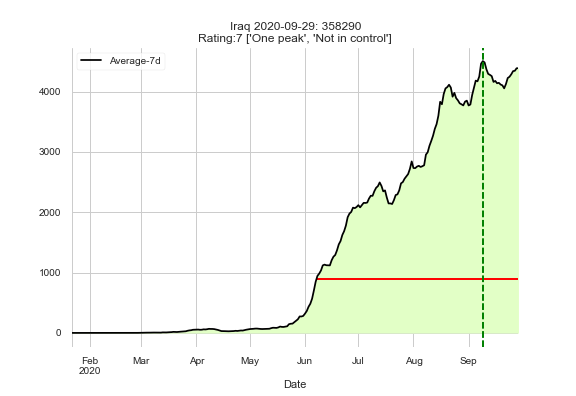 Iraq 2020-09-29: 358290
Rating:7 ['One peak', 'Not in control']
Average-7d
4000
3000
2000
1000
0
Feb Mar Apr May Jun Jul Aug Sep
2020
Date